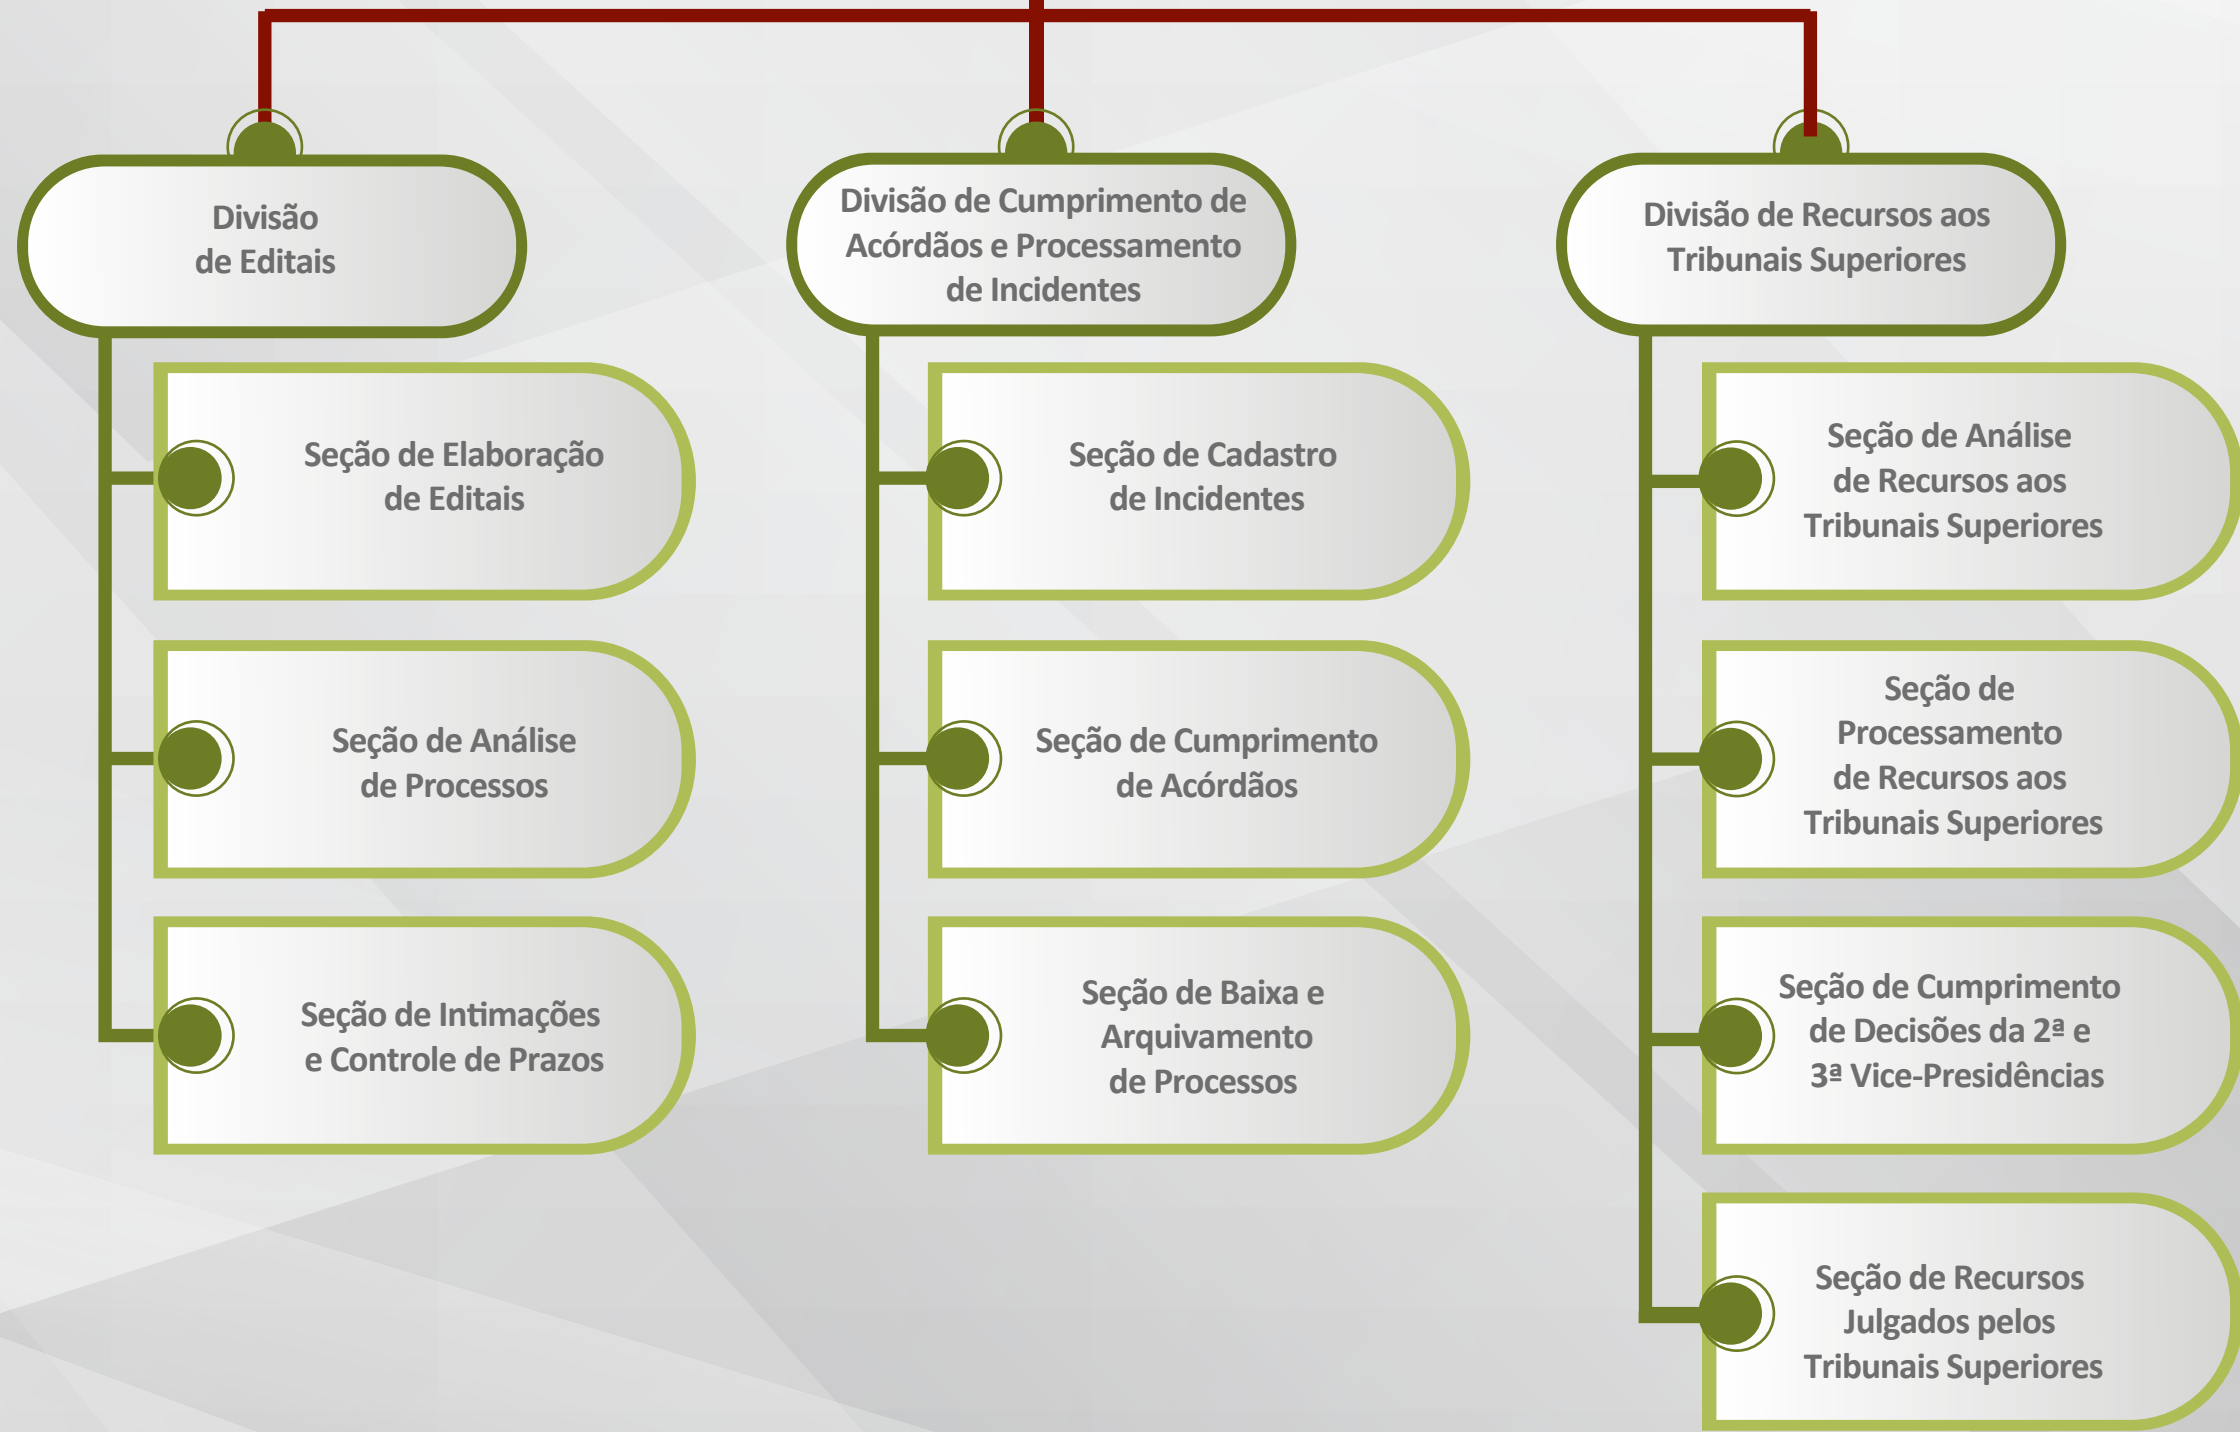 Divisão
de Editais
Seção de Elaboração
de Editais
Seção de Análise
de Processos
Seção de Intimações
e Controle de Prazos
Divisão de Cumprimento de
Acórdãos e Processamento
de Incidentes
Seção de Cadastro
de Incidentes
Seção de Cumprimento
de Acórdãos
Seção de Baixa e
Arquivamento
de Processos
Divisão de Recursos aos
Tribunais Superiores
Seção de Análise
de Recursos aos
Tribunais Superiores
Seção de
Processamento
de Recursos aos
Tribunais Superiores
Seção de Cumprimento
de Decisões da 2ª e
3ª Vice-Presidências
Seção de Recursos
Julgados pelos
Tribunais Superiores